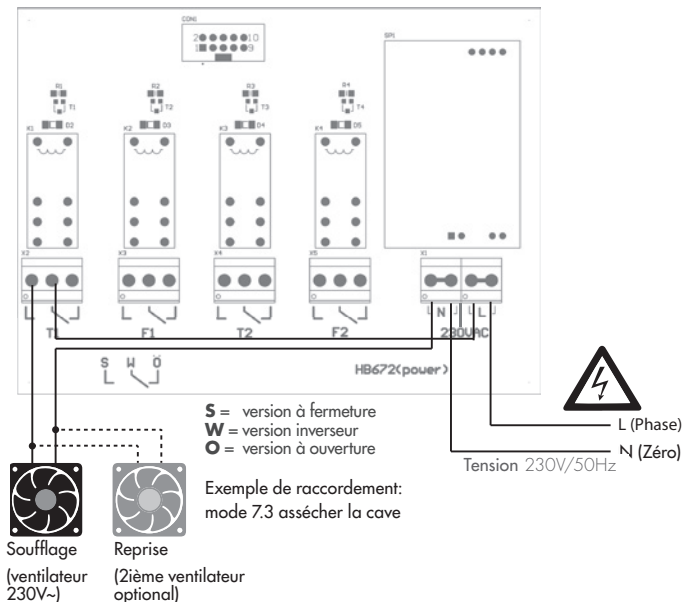 CON1
2 10
1 9
SP1
R1 R2 R3 R4
T1 T2 T3 T4
D2 D3 D4 D5
K1 K2 K3 K4
X2 X3 X4 X5 X1
T1 F1 T2 F2 N L
230VAC
S W Ö
HB672(power)
S = version à fermeture
W = version inverseur
O = version à ouverture
L (Phase)
N (Zéro)
Tension 230V/50Hz
Exemple de raccordement:
mode 7.3 assécher la cave
Soufflage
(ventilateur
230V~)
Reprise
(2ième ventilateur
optional)